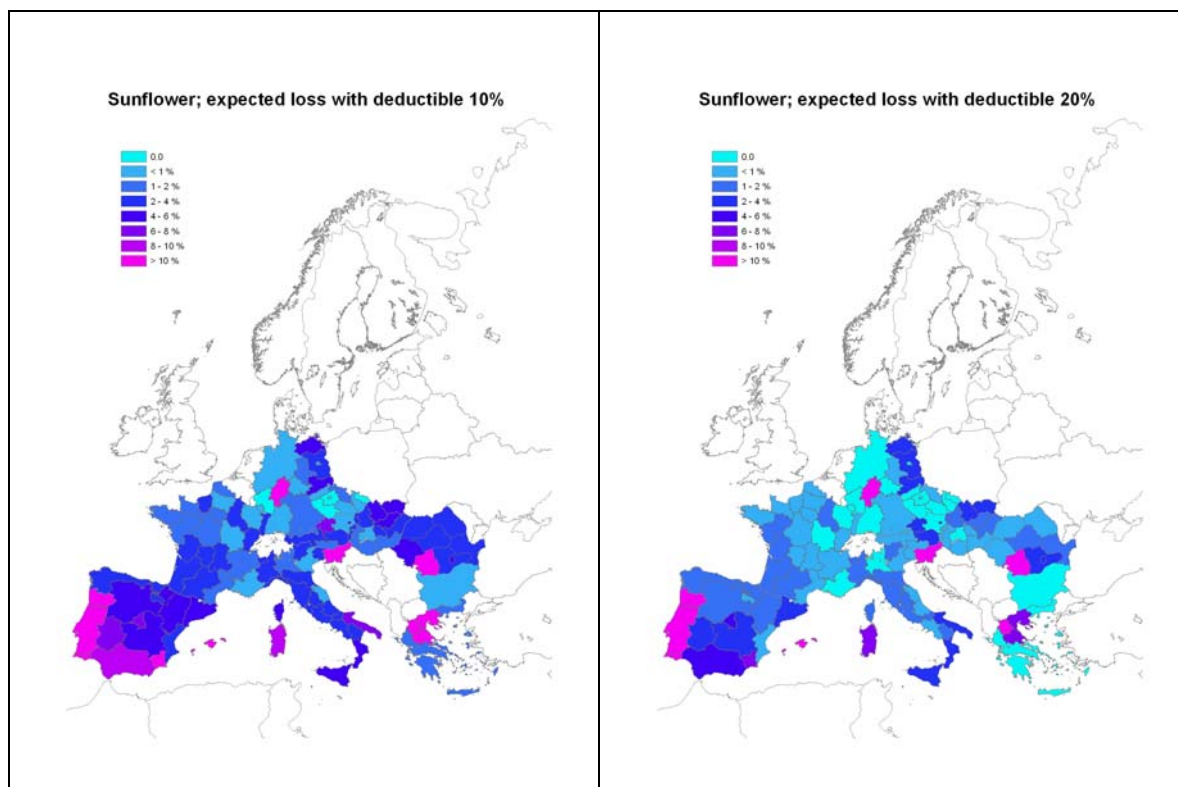 Sunflower; expected loss with deductible 10%
0.0
< 1 %
1 - 2 %
2 - 4 %
4 - 6 %
6 - 8 %
8 - 10 %
> 10 %
Sunflower; expected loss with deductible 20%
0.0
< 1 %
1 - 2 %
2 - 4 %
4 - 6 %
6 - 8 %
8 - 10 %
> 10 %